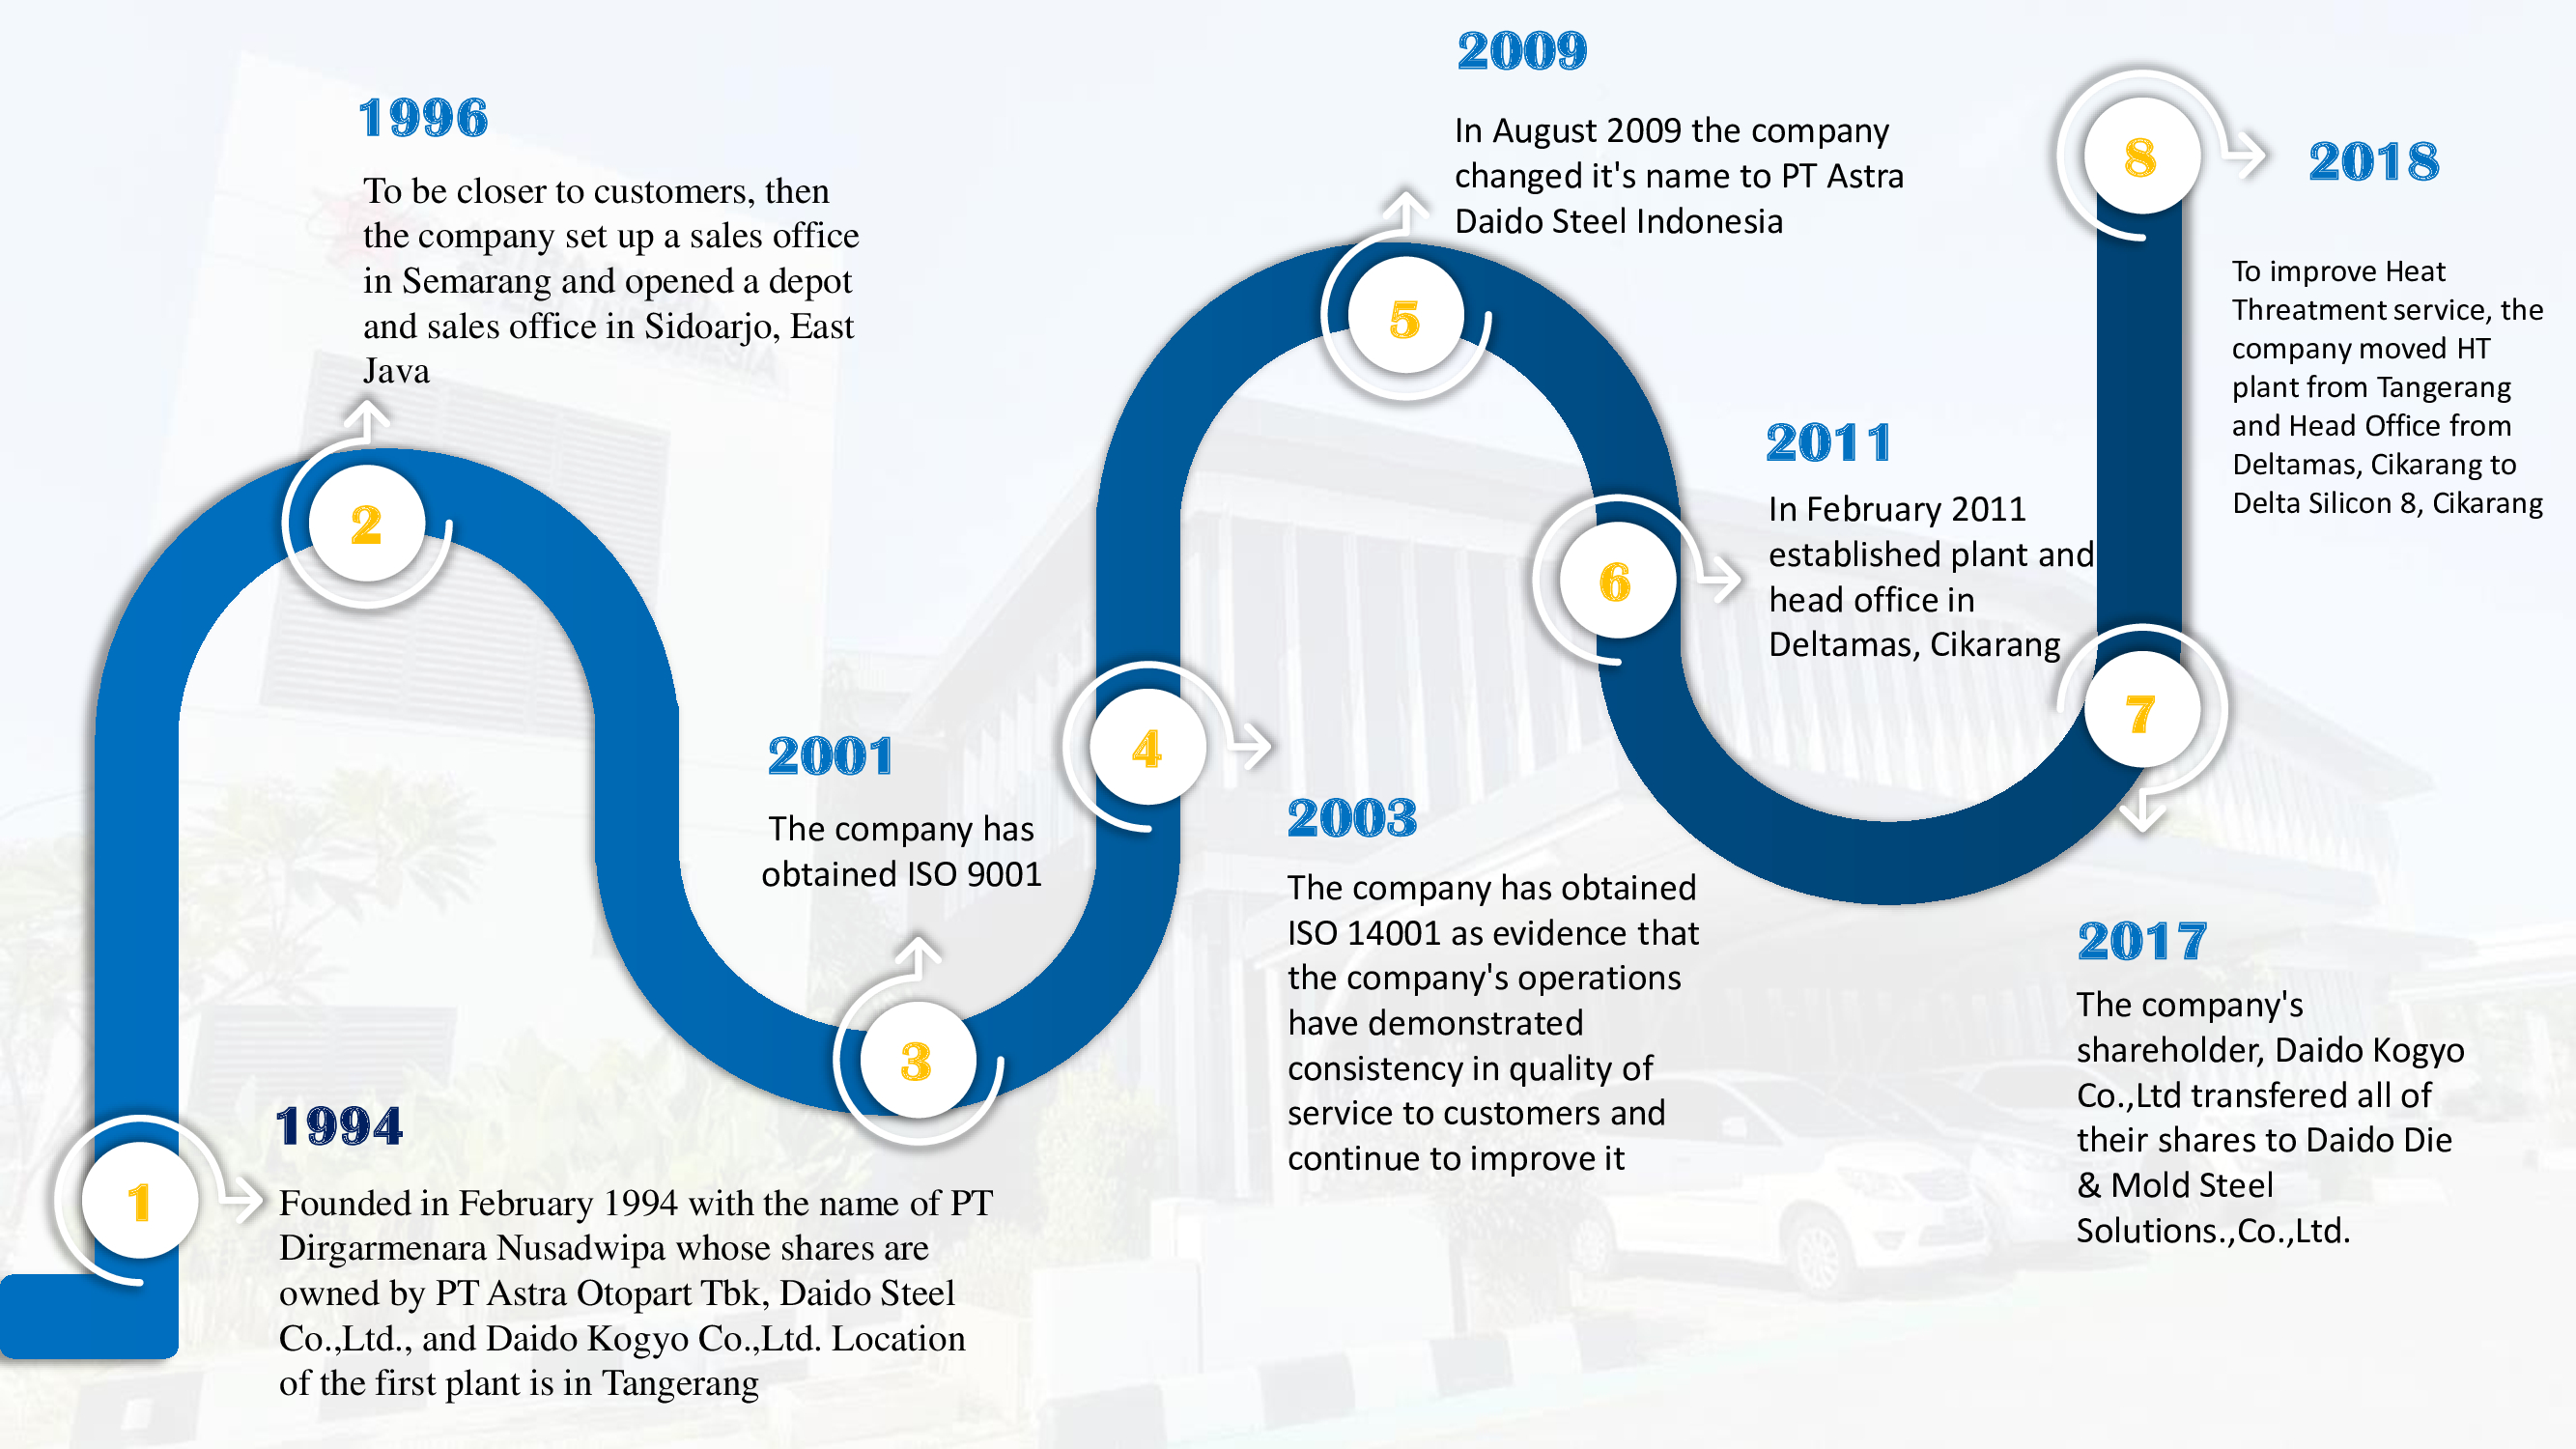 1
1994
Founded in February 1994 with the name of PT
Dirgarmenara Nusadwipa whose shares are
owned by PT Astra Otopart Tbk, Daido Steel
Co.,Ltd., and Daido Kogyo Co.,Ltd. Location
of the first plant is in Tangerang
2
1996
To be closer to customers, then
the company set up a sales office
in Semarang and opened a depot
and sales office in Sidoarjo, East
Java
3
2001
The company has
obtained ISO 9001
4
2003
The company has obtained
ISO 14001 as evidence that
the company's operations
have demonstrated
consistency in quality of
service to customers and
continue to improve it
5
2009
In August 2009 the company
changed it's name to PT Astra
Daido Steel Indonesia
6
2011
In February 2011
established plant and
head office in
Deltamas, Cikarang
7
2017
The company's
shareholder, Daido Kogyo
Co.,Ltd transfered all of
their shares to Daido Die
& Mold Steel
Solutions.,Co.,Ltd.
8
2018
To improve Heat
Threatment service, the
company moved HT
plant from Tangerang
and Head Office from
Deltamas, Cikarang to
Delta Silicon 8, Cikarang